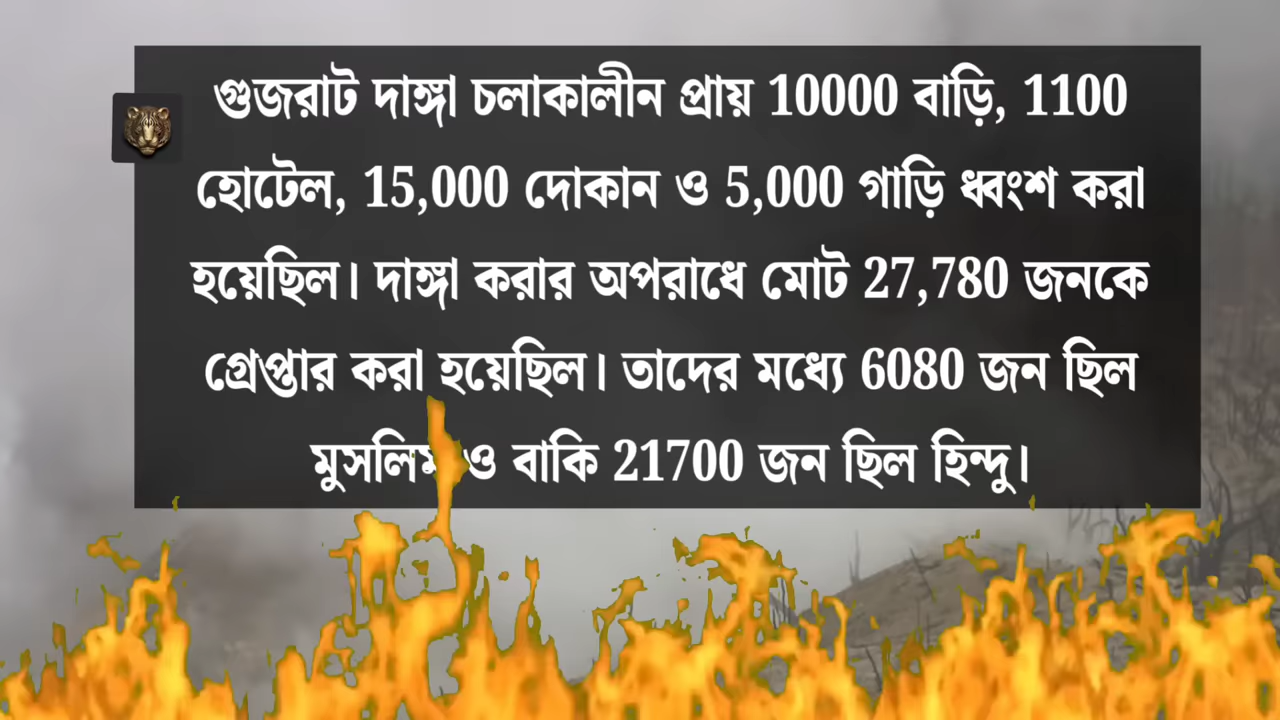 গুজরাট দাঙ্গা চলাকালীন প্রায় 10000 বাড়ি, 1100
হোটেল, 15,000 দোকান ও 5,000 গাড়ি ধ্বংশ করা
হয়েছিল। দাঙ্গা করার অপরাধে মোট 27,780 জনকে
গ্রেপ্তার করা হয়েছিল। তাদের মধ্যে 6080 জন ছিল
মুসলিম ও বাকি 21700 জন ছিল হিন্দু।